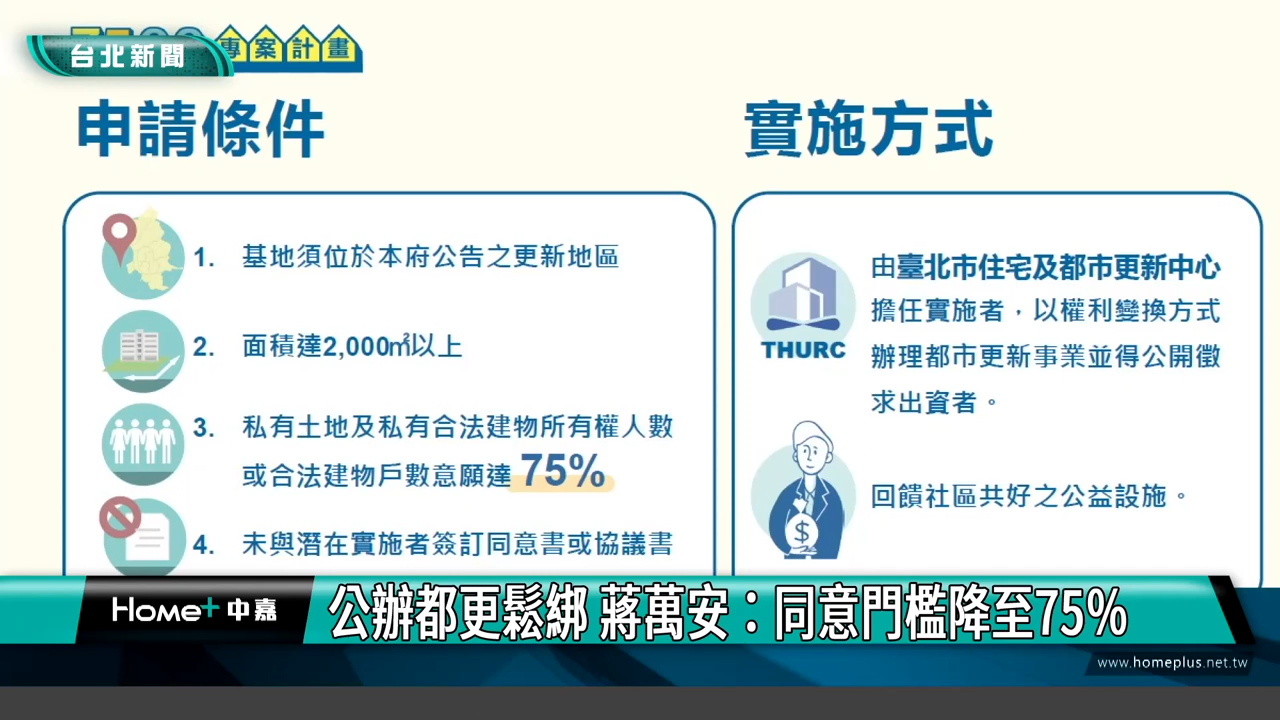 台北新聞
專案計畫
申請條件
1. 基地須位於本府公告之更新地區
2. 面積達2,000㎡以上
3. 私有土地及私有合法建物所有權人數
或合法建物戶數意願達 75%
4. 未與潛在實施者簽訂同意書或協議書
實施方式
THURC
由臺北市住宅及都市更新中心
擔任實施者，以權利變換方式
辦理都市更新事業並得公開徵
求出資者。
$
回饋社區共好之公益設施。
Home+ 中嘉
公辦都更鬆綁 蔣萬安：同意門檻降至75%
www.homeplus.net.tw